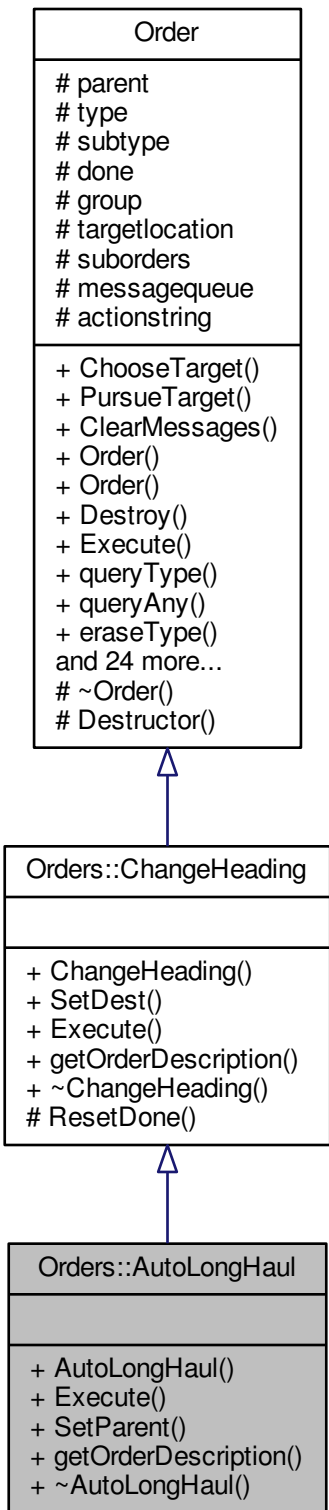 Order
# parent
# type
# subtype
# done
# group
# targetlocation
# suborders
# messagequeue
# actionstring
+ ChooseTarget()
+ PursueTarget()
+ ClearMessages()
+ Order()
+ Order()
+ Destroy()
+ Execute()
+ queryType()
+ queryAny()
+ eraseType()
and 24 more...
# ~Order()
# Destructor()
Orders::ChangeHeading
+ ChangeHeading()
+ SetDest()
+ Execute()
+ getOrderDescription()
+ ~ChangeHeading()
# ResetDone()
Orders::AutoLongHaul
+ AutoLongHaul()
+ Execute()
+ SetParent()
+ getOrderDescription()
+ ~AutoLongHaul()